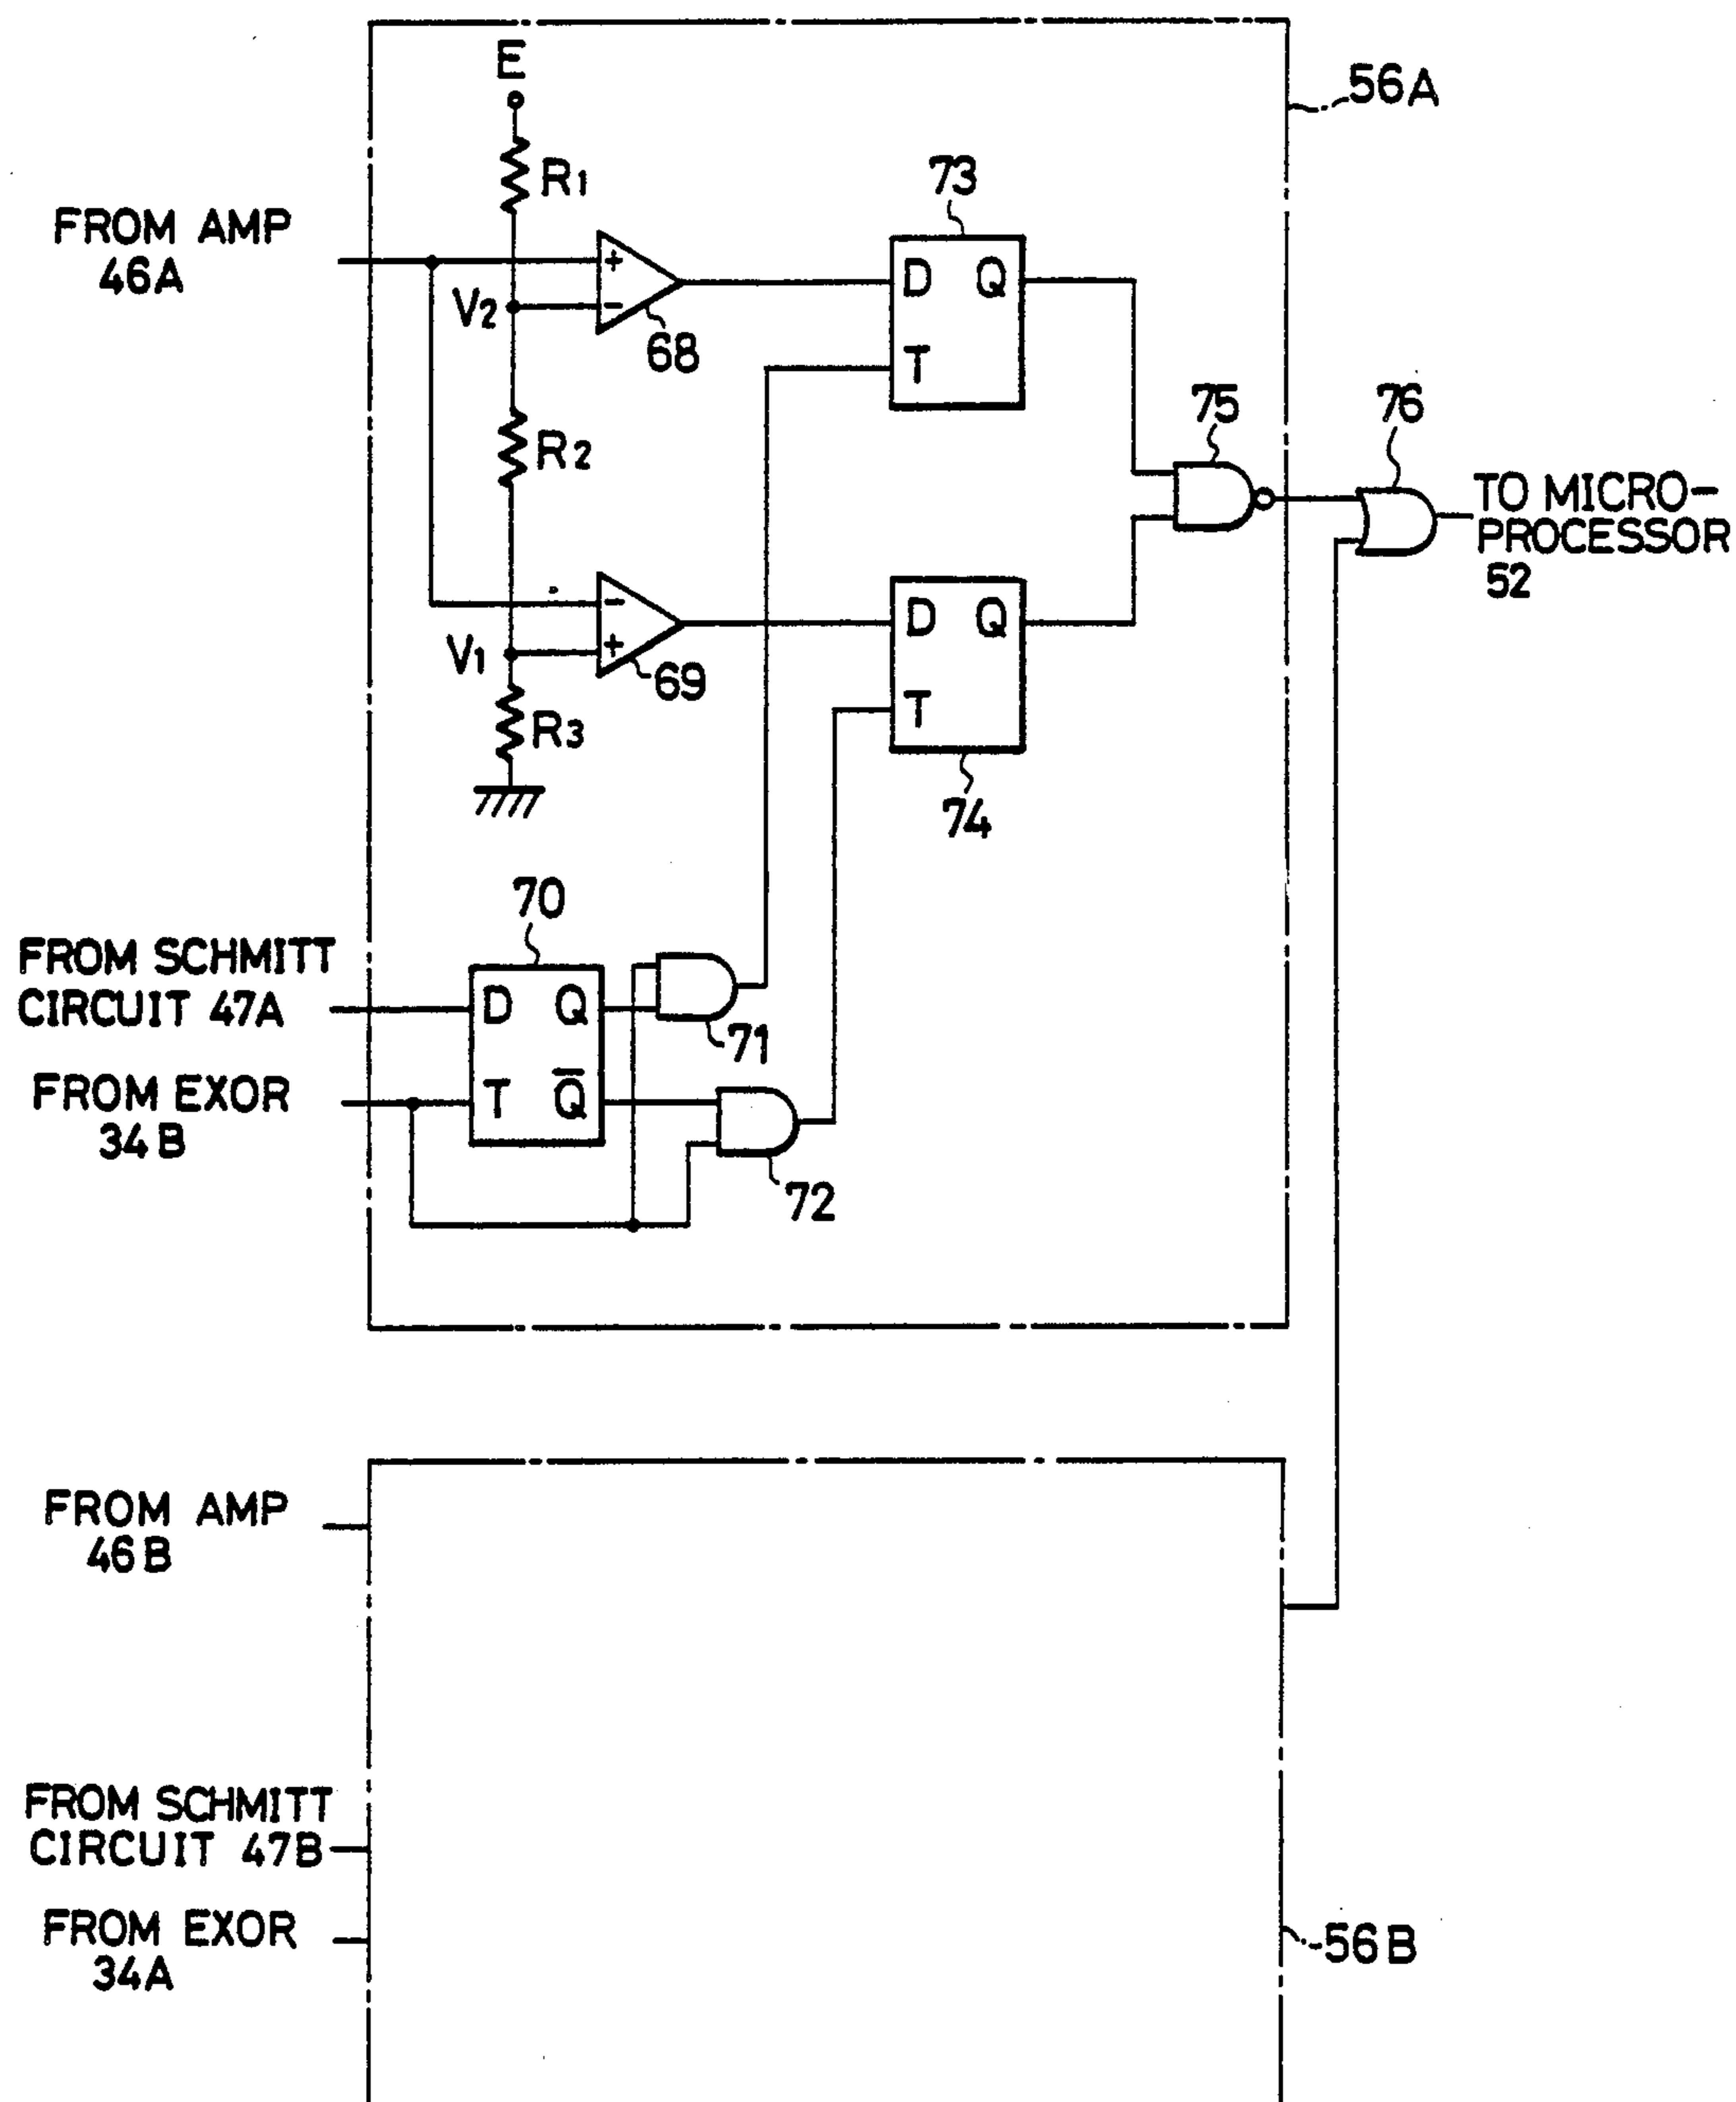 E
56A
R1
73
FROM AMP
46A
D Q
T
V2
68
R2
75
76
TO MICRO-
PROCESSOR
52
D Q
T
V1
69
R3
74
70
FROM SCHMITT
CIRCUIT 47A
D Q
71
FROM EXOR
34B
T Q̅
72
FROM AMP
46B
FROM SCHMITT
CIRCUIT 47B
FROM EXOR
34A
56B